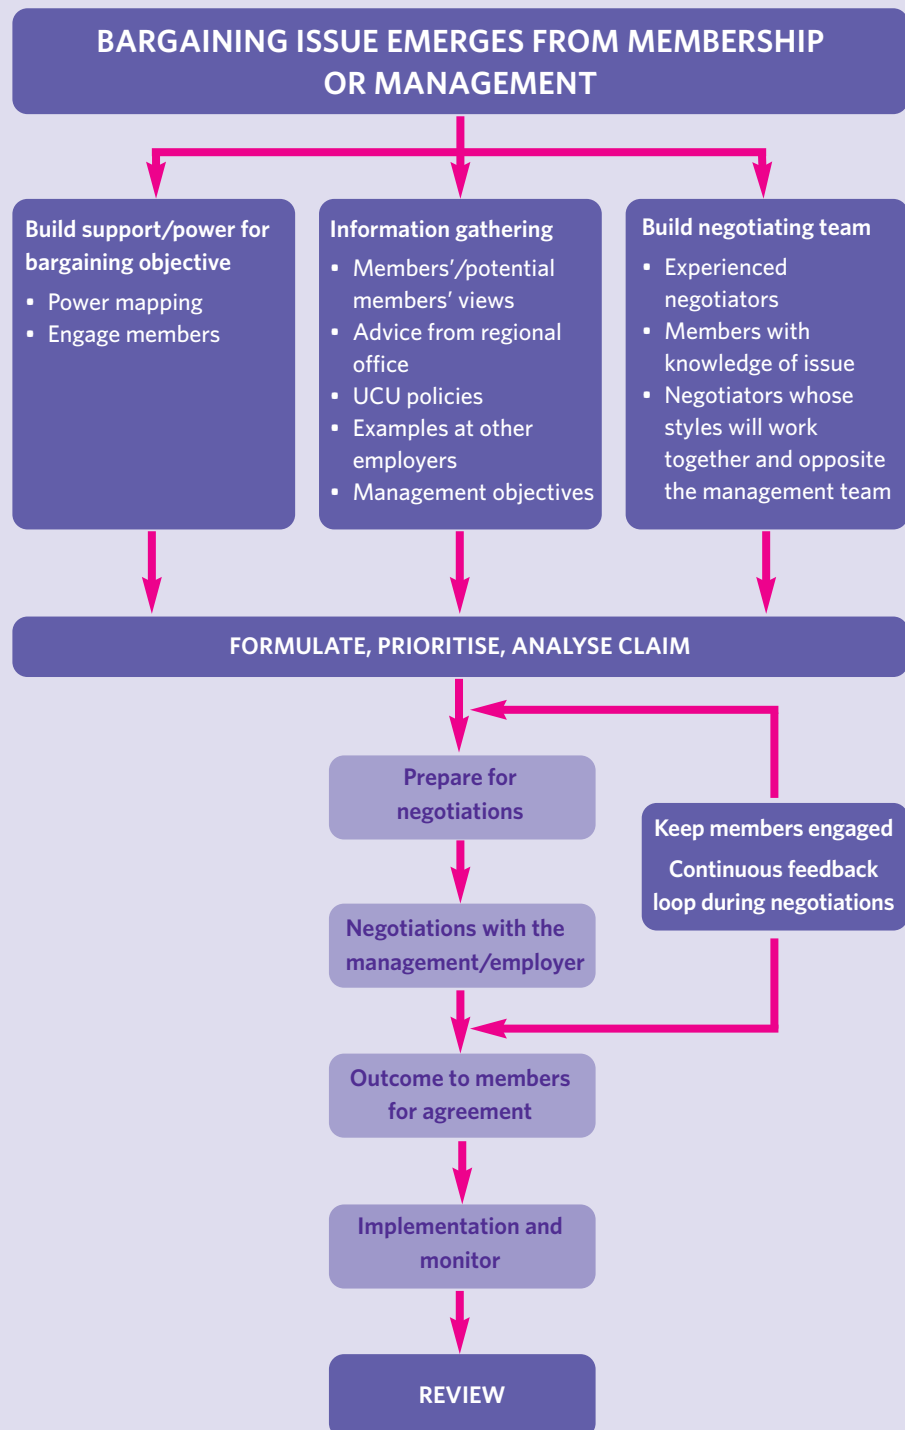 BARGAINING ISSUE EMERGES FROM MEMBERSHIP
OR MANAGEMENT
Build support/power for
bargaining objective
▪ Power mapping
▪ Engage members
Information gathering
▪ Members’/potential
members’ views
▪ Advice from regional
office
▪ UCU policies
▪ Examples at other
employers
▪ Management objectives
Build negotiating team
▪ Experienced
negotiators
▪ Members with
knowledge of issue
▪ Negotiators whose
styles will work
together and opposite
the management team
FORMULATE, PRIORITISE, ANALYSE CLAIM
Prepare for
negotiations
Keep members engaged
Continuous feedback
loop during negotiations
Negotiations with the
management/employer
Outcome to members
for agreement
Implementation and
monitor
REVIEW